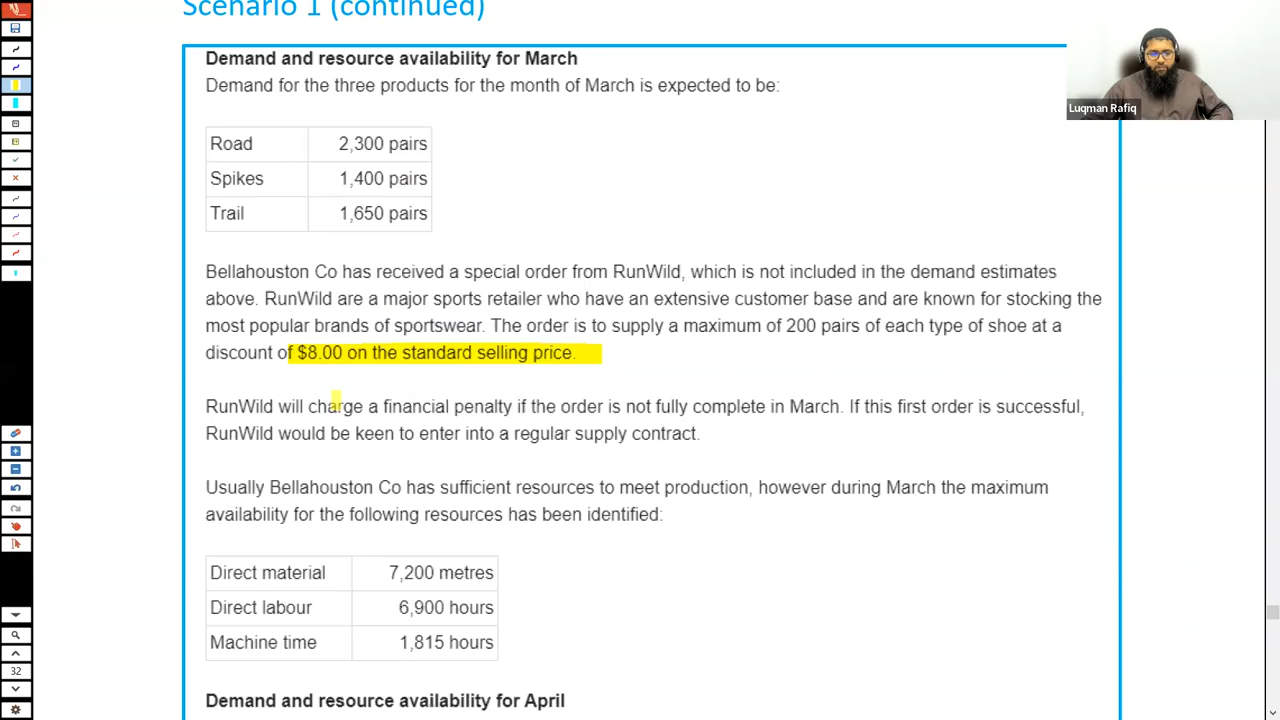 Scenario 1 (continued)
Demand and resource availability for March
Demand for the three products for the month of March is expected to be:
Road 2,300 pairs
Spikes 1,400 pairs
Trail 1,650 pairs
Bellahouston Co has received a special order from RunWild, which is not included in the demand estimates
above. RunWild are a major sports retailer who have an extensive customer base and are known for stocking the
most popular brands of sportswear. The order is to supply a maximum of 200 pairs of each type of shoe at a
discount of $8.00 on the standard selling price.
RunWild will charge a financial penalty if the order is not fully complete in March. If this first order is successful,
RunWild would be keen to enter into a regular supply contract.
Usually Bellahouston Co has sufficient resources to meet production, however during March the maximum
availability for the following resources has been identified:
Direct material 7,200 metres
Direct labour 6,900 hours
Machine time 1,815 hours
Demand and resource availability for April
Luqman Rafiq
32